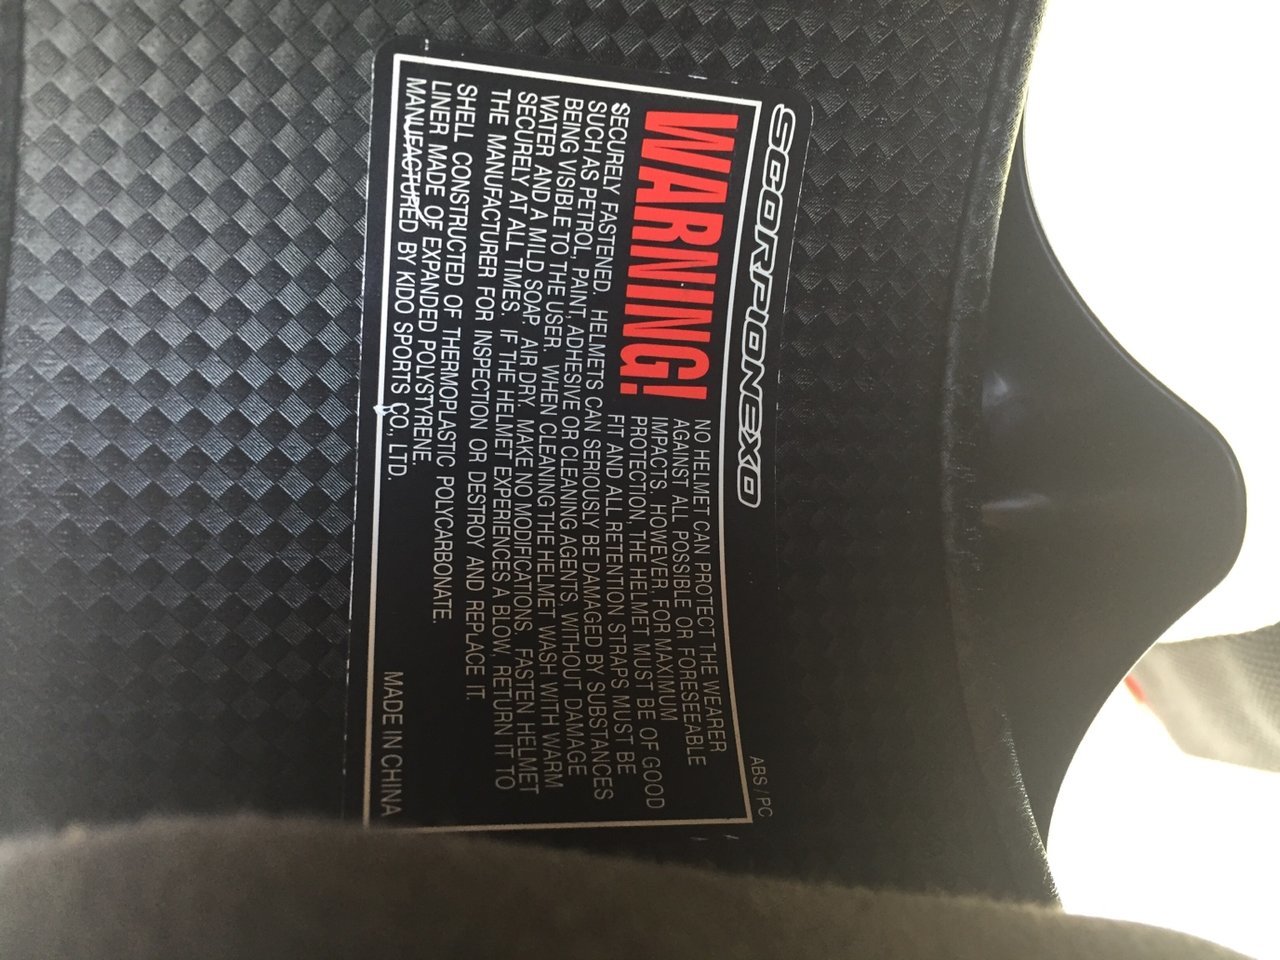 SCORPIONEXO
ABS / PC
WARNING!
NO HELMET CAN PROTECT THE WEARER
AGAINST ALL POSSIBLE OR FORESEEABLE
IMPACTS. HOWEVER, FOR MAXIMUM
PROTECTION, THE HELMET MUST BE OF GOOD
FIT AND ALL RETENTION STRAPS MUST BE
SECURELY FASTENED. HELMETS CAN SERIOUSLY BE DAMAGED BY SUBSTANCES
SUCH AS PETROL, PAINT, ADHESIVE OR CLEANING AGENTS, WITHOUT DAMAGE
BEING VISIBLE TO THE USER. WHEN CLEANING THE HELMET WASH WITH WARM
WATER AND A MILD SOAP. AIR DRY. MAKE NO MODIFICATIONS. FASTEN HELMET
SECURELY AT ALL TIMES. IF THE HELMET EXPERIENCES A BLOW, RETURN IT TO
THE MANUFACTURER FOR INSPECTION OR DESTROY AND REPLACE IT.
SHELL CONSTRUCTED OF THERMOPLASTIC POLYCARBONATE.
LINER MADE OF EXPANDED POLYSTYRENE.
MANUFACTURED BY KIDO SPORTS CO., LTD.
MADE IN CHINA